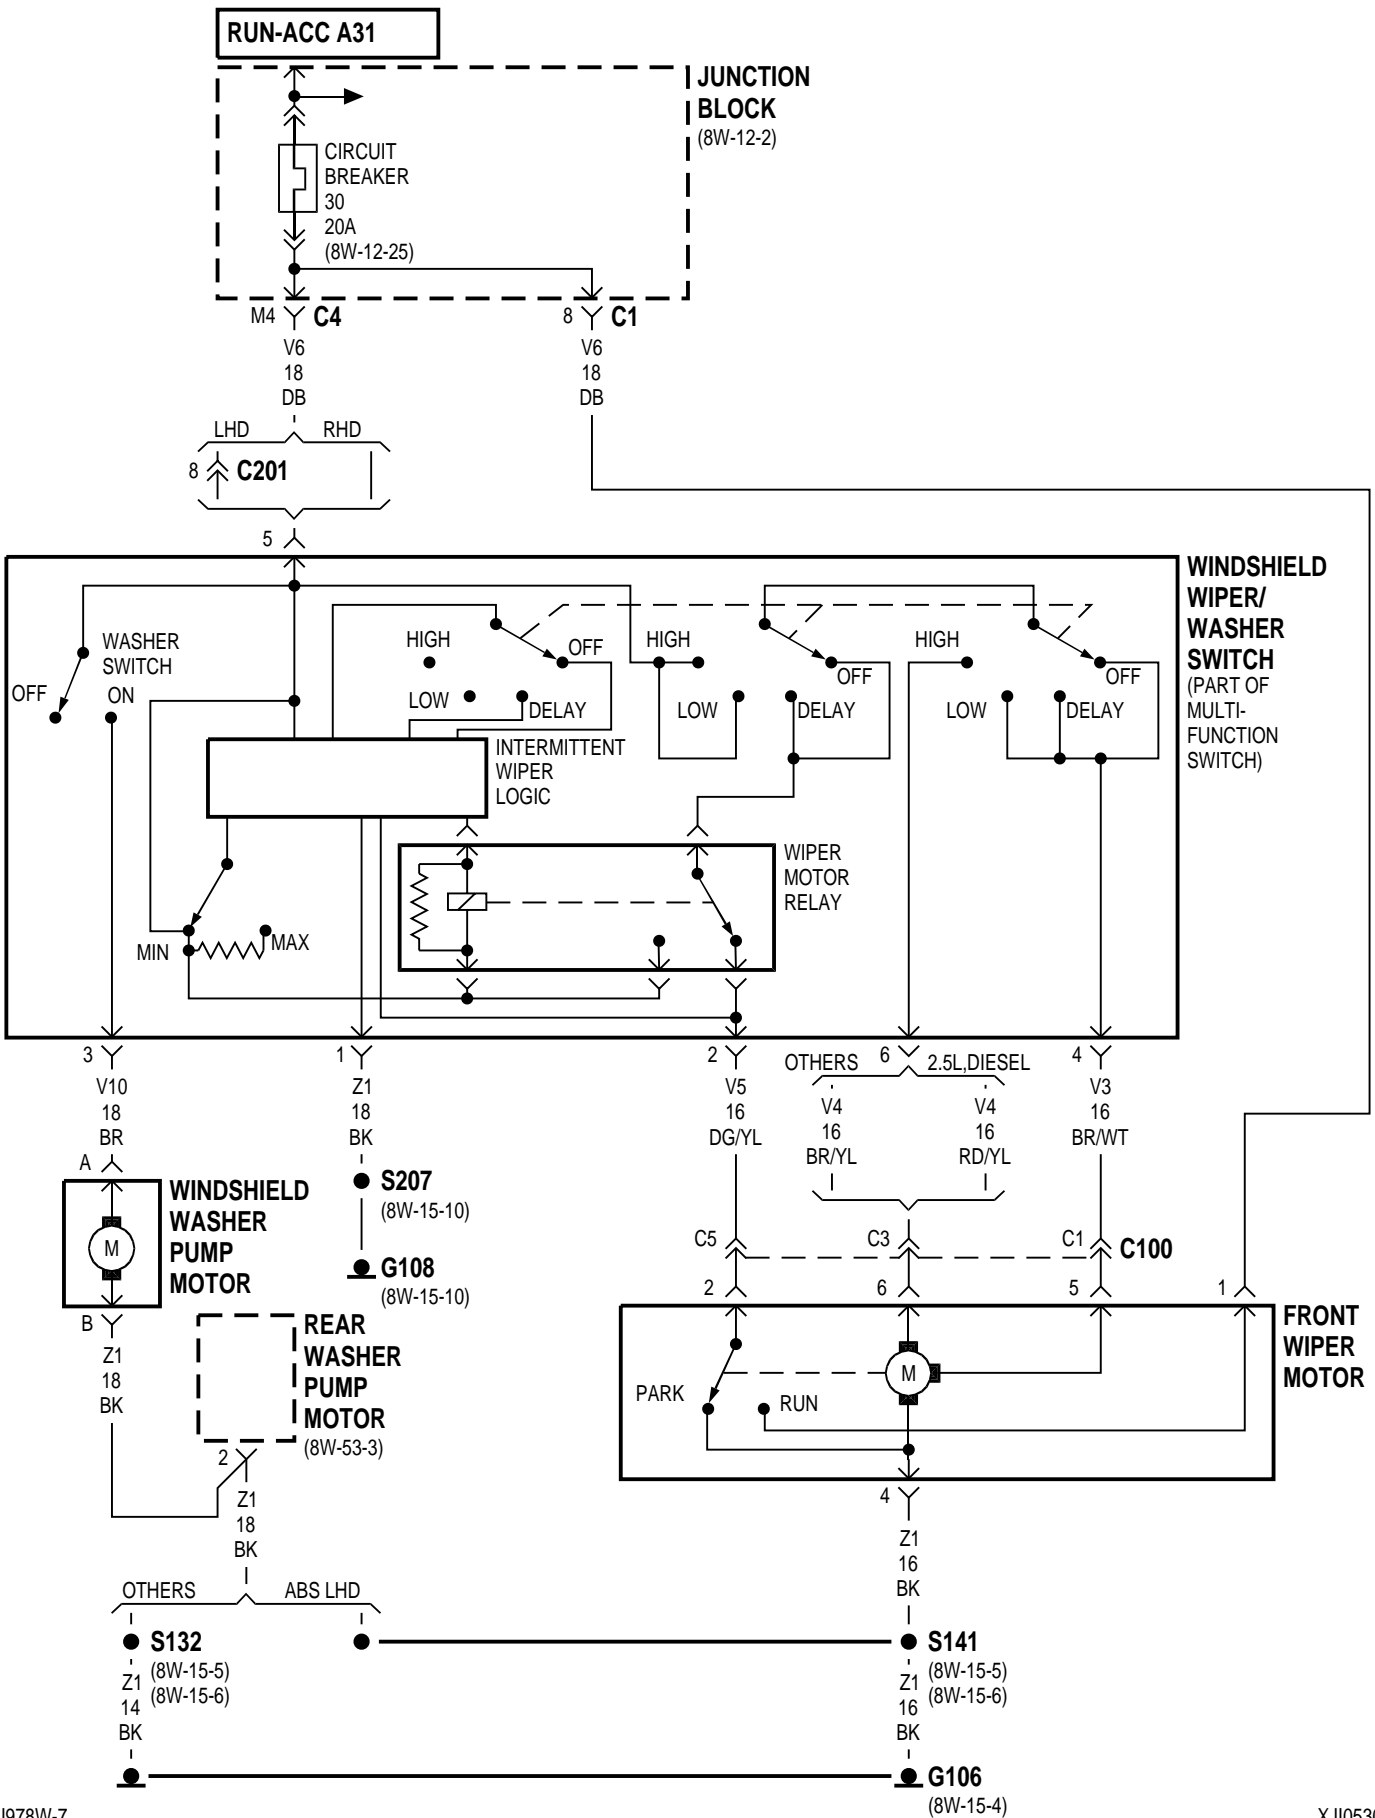 RUN-ACC A31
JUNCTION
BLOCK
(8W-12-2)
CIRCUIT
BREAKER
30
20A
(8W-12-25)
M4 C4
8 C1
V6
18
DB
V6
18
DB
LHD RHD
8 C201
5
WINDSHIELD
WIPER/
WASHER
SWITCH
(PART OF
MULTI-
FUNCTION
SWITCH)
WASHER
SWITCH
OFF ON
HIGH OFF
LOW DELAY
HIGH OFF
LOW DELAY
HIGH OFF
LOW DELAY
INTERMITTENT
WIPER
LOGIC
WIPER
MOTOR
RELAY
MIN MAX
3 1 2 6 4
OTHERS 2.5L,DIESEL
V10
18
BR
Z1
18
BK
V5
16
DG/YL
V4
16
BR/YL
V4
16
RD/YL
V3
16
BR/WT
A
WINDSHIELD
WASHER
PUMP
MOTOR
M
B
S207
(8W-15-10)
G108
(8W-15-10)
C5 C3 C1 C100
2 6 5 1
FRONT
WIPER
MOTOR
M
PARK RUN
4
Z1
18
BK
REAR
WASHER
PUMP
MOTOR
(8W-53-3)
2
Z1
18
BK
Z1
16
BK
OTHERS ABS LHD
S132
(8W-15-5)
(8W-15-6)
Z1
14
BK
S141
(8W-15-5)
(8W-15-6)
Z1
16
BK
G106
(8W-15-4)